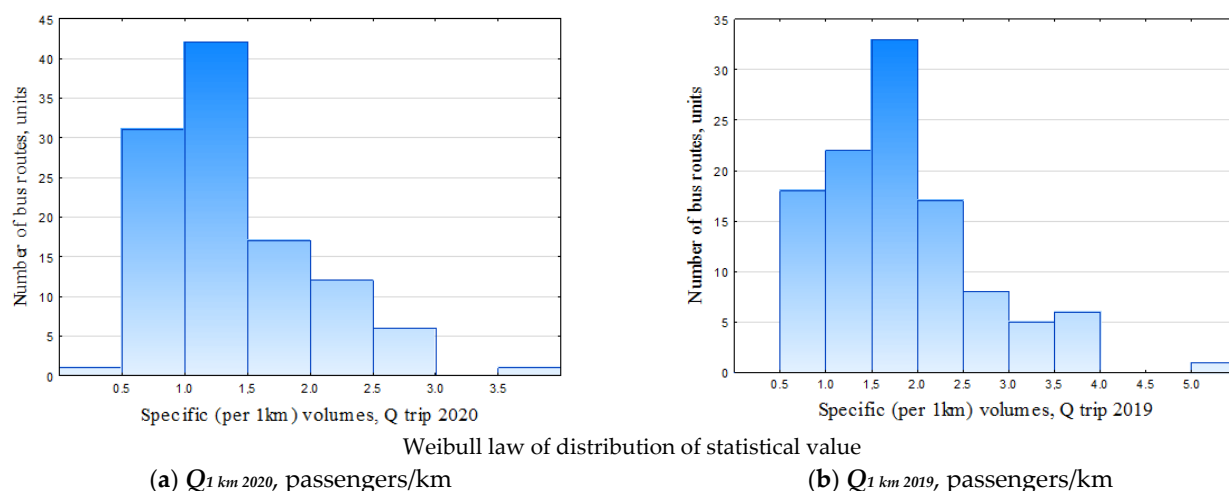 45
40
35
30
25
20
15
10
5
0
Number of bus routes, units
0.5 1.0 1.5 2.0 2.5 3.0 3.5
Specific (per 1km) volumes, Q trip 2020
35
30
25
20
15
10
5
0
Number of bus routes, units
0.5 1.0 1.5 2.0 2.5 3.0 3.5 4.0 5.0
Specific (per 1km) volumes, Q trip 2019
Weibull law of distribution of statistical value
(a) Q1 km 2020, passengers/km
(b) Q1 km 2019, passengers/km